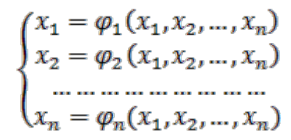 x₁ = φ₁(x₁,x₂,...,xₙ)
x₂ = φ₂(x₁,x₂,...,xₙ)
... ... ... ... ... ... ... ... ...
xₙ = φₙ(x₁,x₂,...,xₙ)